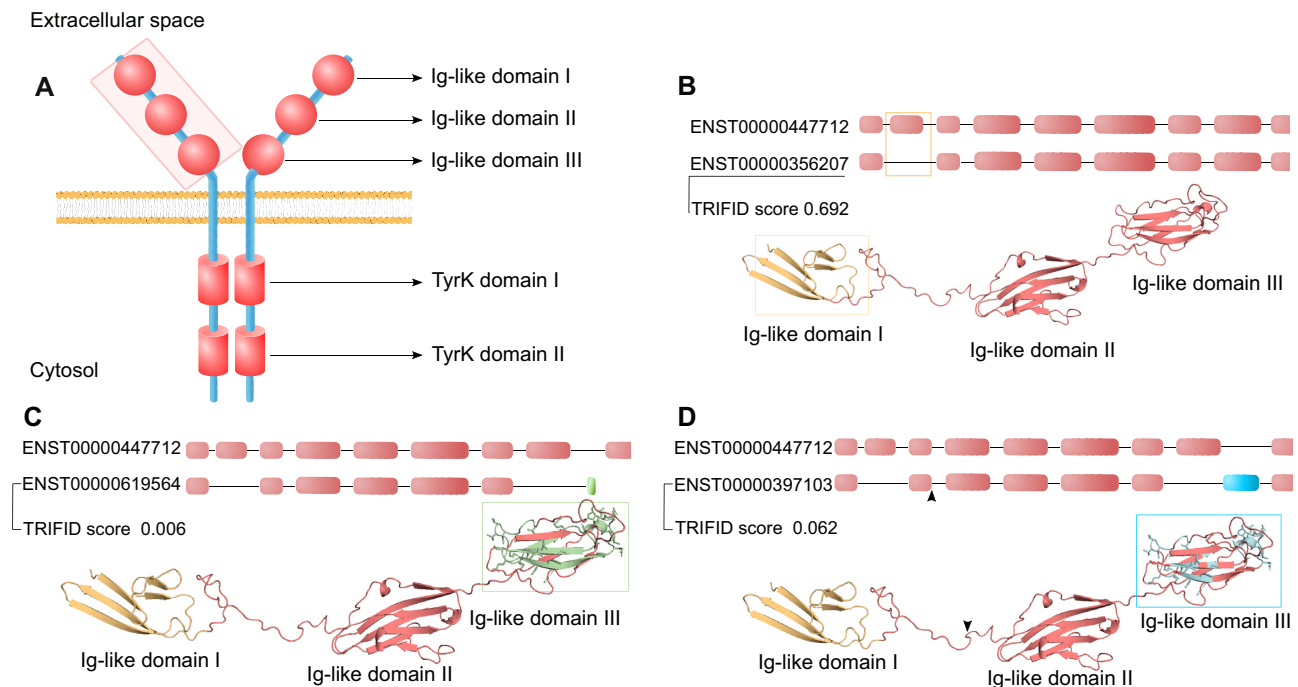 Extracellular space
A
Ig-like domain I
Ig-like domain II
Ig-like domain III
TyrK domain I
TyrK domain II
Cytosol
B
ENST00000447712
ENST00000356207
TRIFID score 0.692
Ig-like domain I
Ig-like domain II
Ig-like domain III
C
ENST00000447712
ENST00000619564
TRIFID score 0.006
Ig-like domain I
Ig-like domain II
Ig-like domain III
D
ENST00000447712
ENST00000397103
TRIFID score 0.062
Ig-like domain I
Ig-like domain II
Ig-like domain III